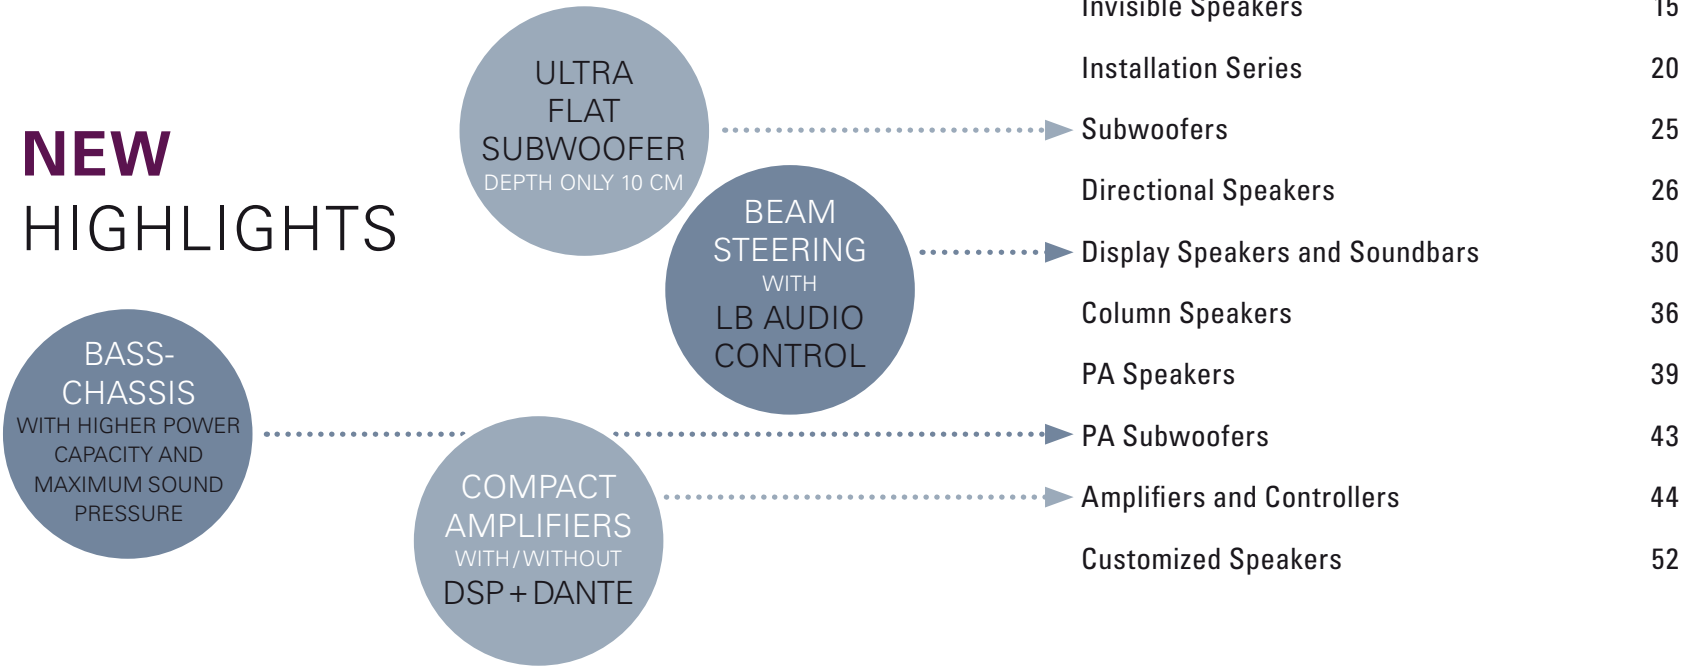 NEW
HIGHLIGHTS
ULTRA
FLAT
SUBWOOFER
DEPTH ONLY 10 CM
BEAM
STEERING
WITH
LB AUDIO
CONTROL
BASS-
CHASSIS
WITH HIGHER POWER
CAPACITY AND
MAXIMUM SOUND
PRESSURE
COMPACT
AMPLIFIERS
WITH/WITHOUT
DSP+DANTE
Invisible Speakers 15
Installation Series 20
Subwoofers 25
Directional Speakers 26
Display Speakers and Soundbars 30
Column Speakers 36
PA Speakers 39
PA Subwoofers 43
Amplifiers and Controllers 44
Customized Speakers 52